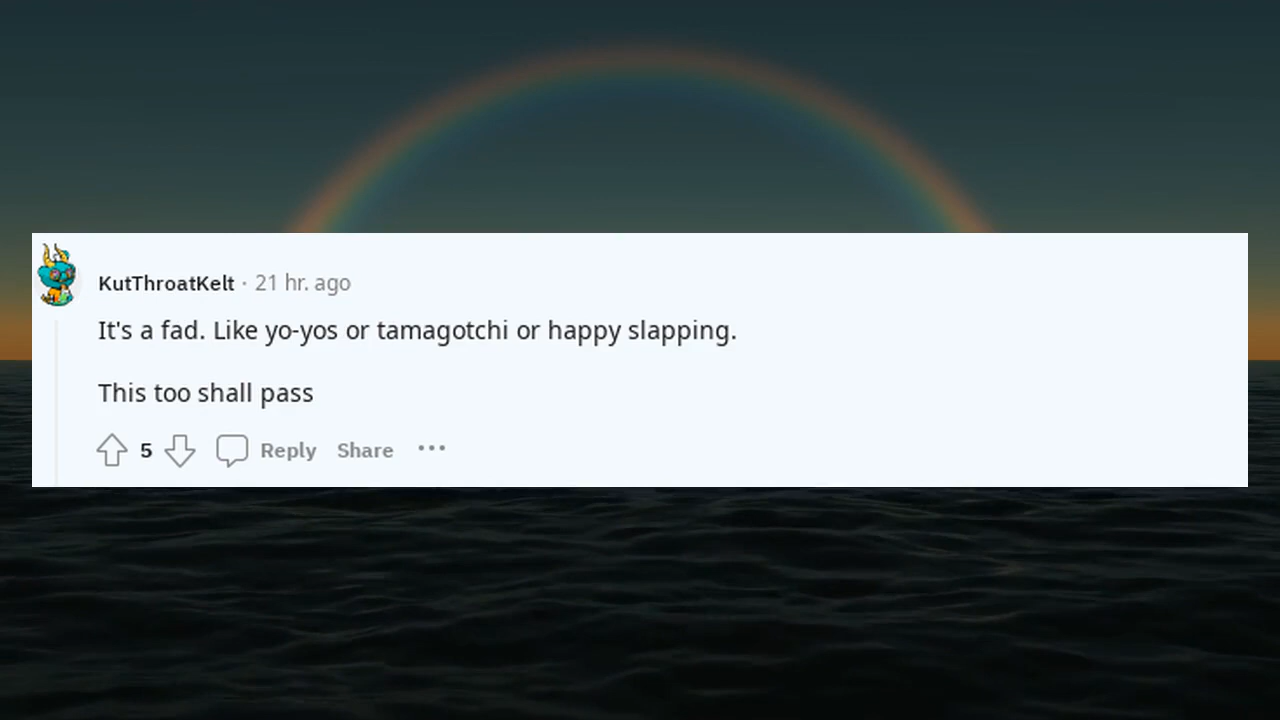 KutThroatKelt · 21 hr. ago
It's a fad. Like yo-yos or tamagotchi or happy slapping.
This too shall pass
5 Reply Share ···